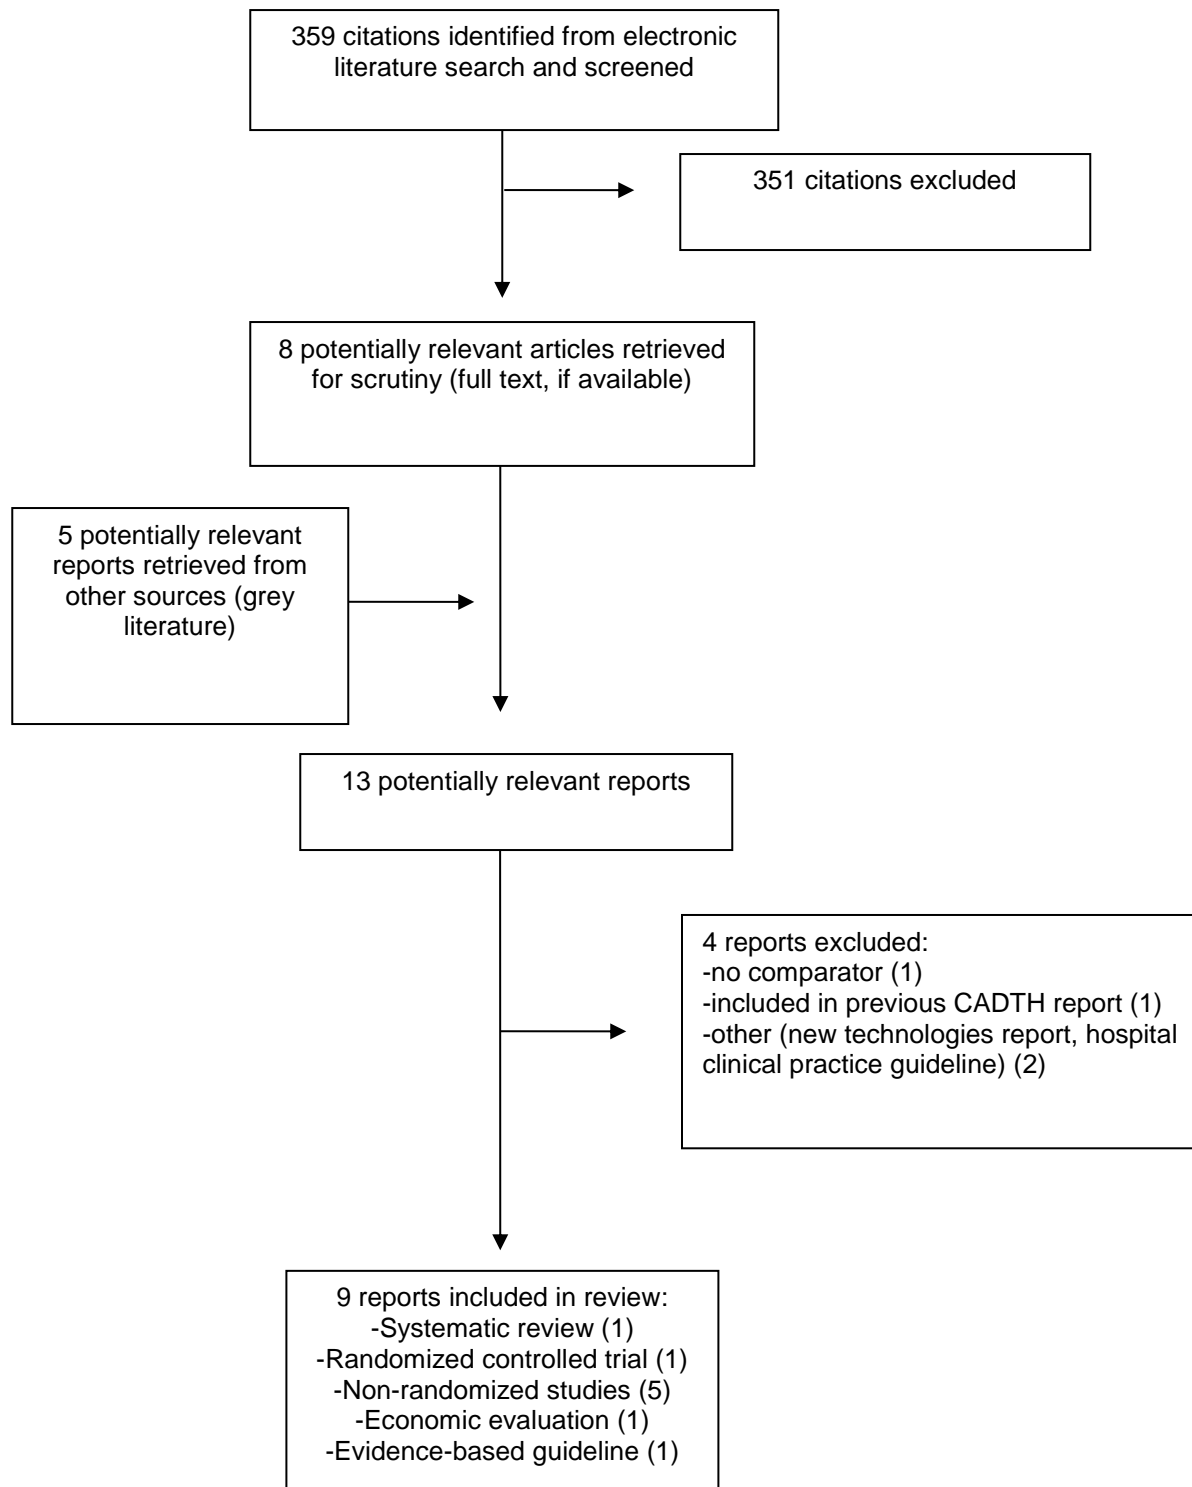 359 citations identified from electronic
literature search and screened
351 citations excluded
8 potentially relevant articles retrieved
for scrutiny (full text, if available)
5 potentially relevant
reports retrieved from
other sources (grey
literature)
13 potentially relevant reports
4 reports excluded:
-no comparator (1)
-included in previous CADTH report (1)
-other (new technologies report, hospital
clinical practice guideline) (2)
9 reports included in review:
-Systematic review (1)
-Randomized controlled trial (1)
-Non-randomized studies (5)
-Economic evaluation (1)
-Evidence-based guideline (1)